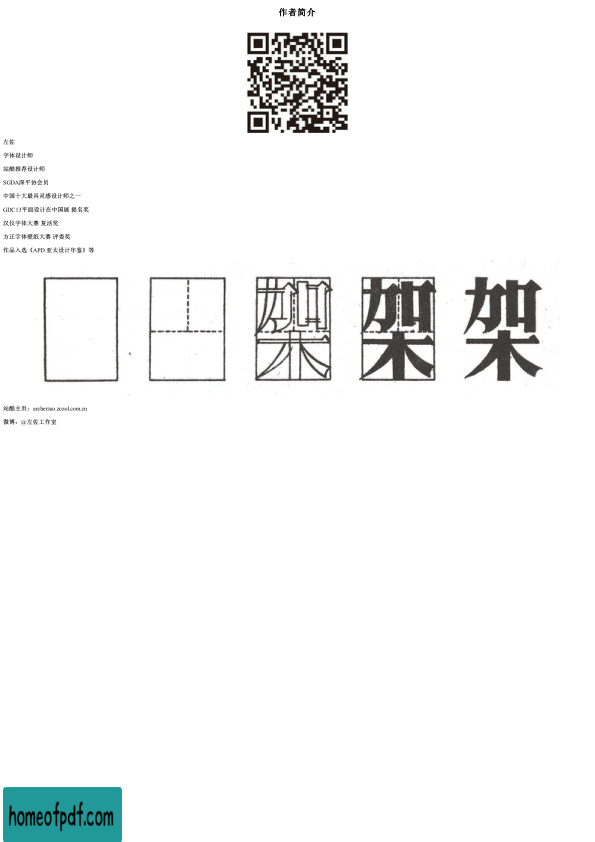 作者简介
左佐
字体设计师
站酷推荐设计师
SGDA深平协会员
中国十大最具灵感设计师之一
GDC13平面设计在中国展 提名奖
汉仪字体大赛 复活奖
方正字体壁纸大赛 评委奖
作品入选《APD 亚太设计年鉴》等
架 架 架
站酷主页：archerzuo.zcool.com.cn
微博：@左佐工作室
homeofpdf.com